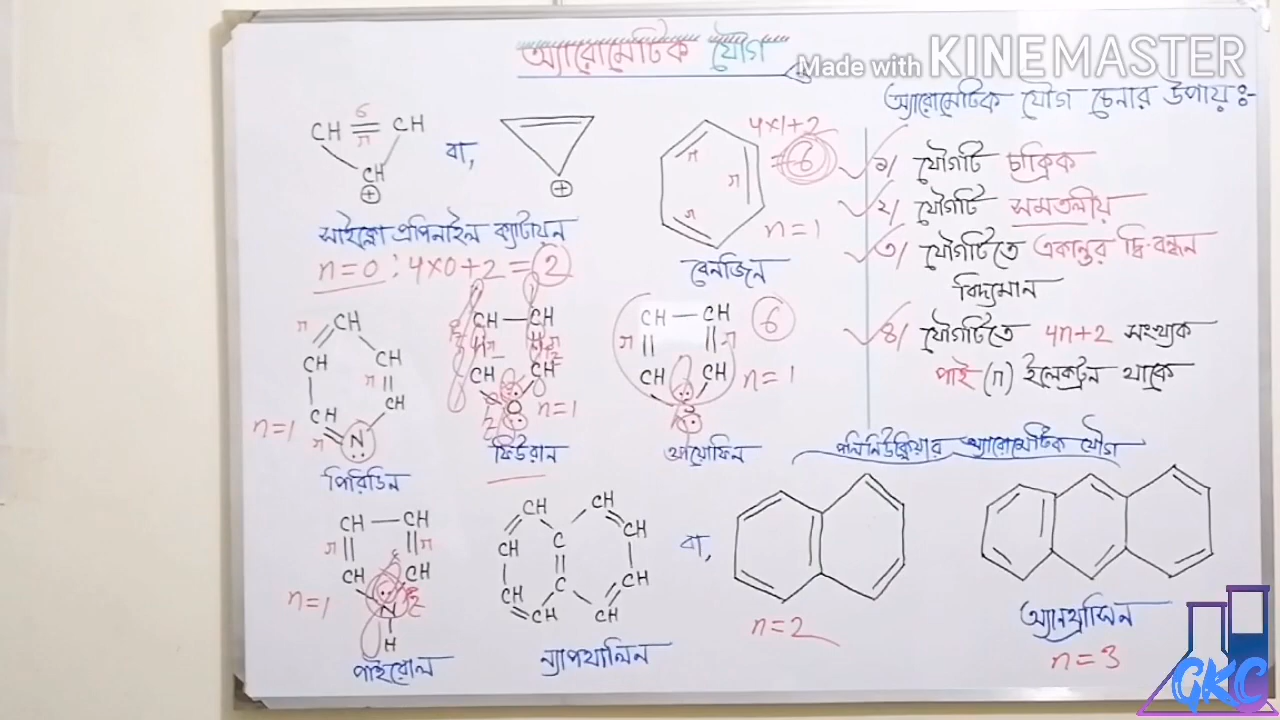 অ্যারোমেটিক যৌগ
Made with KINEMASTER
অ্যারোমেটিক যৌগ চেনার উপায়ঃ-
১। যৌগটি চাক্রিক
২। যৌগটি সমতলীয়
৩। যৌগটিতে একান্তর দ্বি-বন্ধন
বিদ্যমান
৪। যৌগটিতে 4n+2 সংখ্যক
পাই (π) ইলেকট্রন থাকে
6
CH CH
π
CH
⊕
বা,
⊕
সাইক্লো প্রপিনাইল ক্যাটায়ন
n=0 : 4×0+2 = 2
4×1+2
=6
π π π
n=1
বেনজিন
π CH
CH CH
π
CH CH
π N
n=1
পিরিডিন
CH CH
CH CH
O
n=1
ফিউরান
CH CH 6
π π
CH CH
S
n=1
থায়োফিন
CH CH
π π
CH CH
N
H
n=1
পাইরোল
পলিনিউক্লিয়ার অ্যারোমেটিক যৌগ
CH CH
CH C CH
CH C CH
CH CH
ন্যাপথালিন
বা,
n=2
অ্যানথ্রাসিন
n=3
GKC